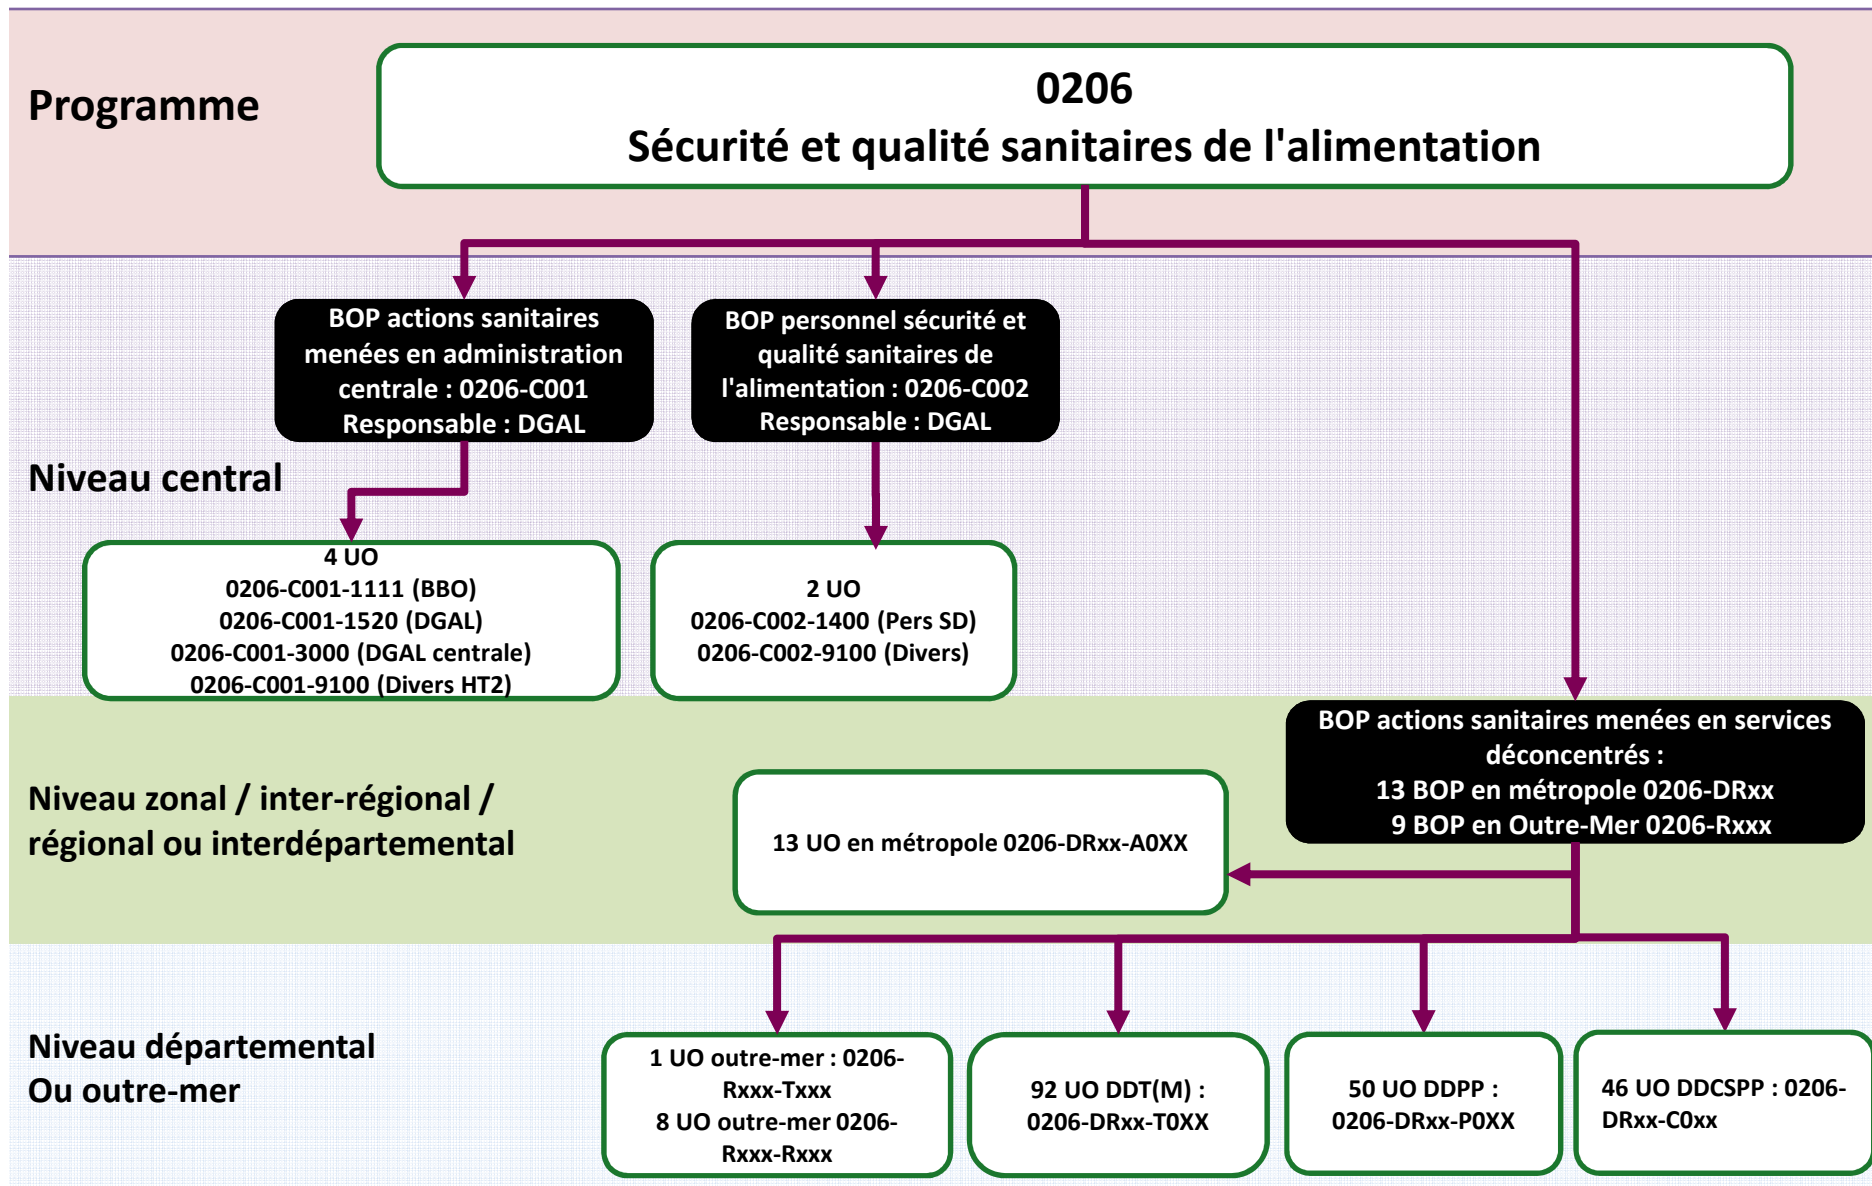 Programme
0206
Sécurité et qualité sanitaires de l'alimentation
BOP actions sanitaires
menées en administration
centrale : 0206-C001
Responsable : DGAL
BOP personnel sécurité et
qualité sanitaires de
l'alimentation : 0206-C002
Responsable : DGAL
Niveau central
4 UO
0206-C001-1111 (BBO)
0206-C001-1520 (DGAL)
0206-C001-3000 (DGAL centrale)
0206-C001-9100 (Divers HT2)
2 UO
0206-C002-1400 (Pers SD)
0206-C002-9100 (Divers)
BOP actions sanitaires menées en services
déconcentrés :
13 BOP en métropole 0206-DRxx
9 BOP en Outre-Mer 0206-Rxxx
Niveau zonal / inter-régional /
régional ou interdépartemental
13 UO en métropole 0206-DRxx-A0XX
Niveau départemental
Ou outre-mer
1 UO outre-mer : 0206-
Rxxx-Txxx
8 UO outre-mer 0206-
Rxxx-Rxxx
92 UO DDT(M) :
0206-DRxx-T0XX
50 UO DDPP :
0206-DRxx-P0XX
46 UO DDCSPP : 0206-
DRxx-C0xx